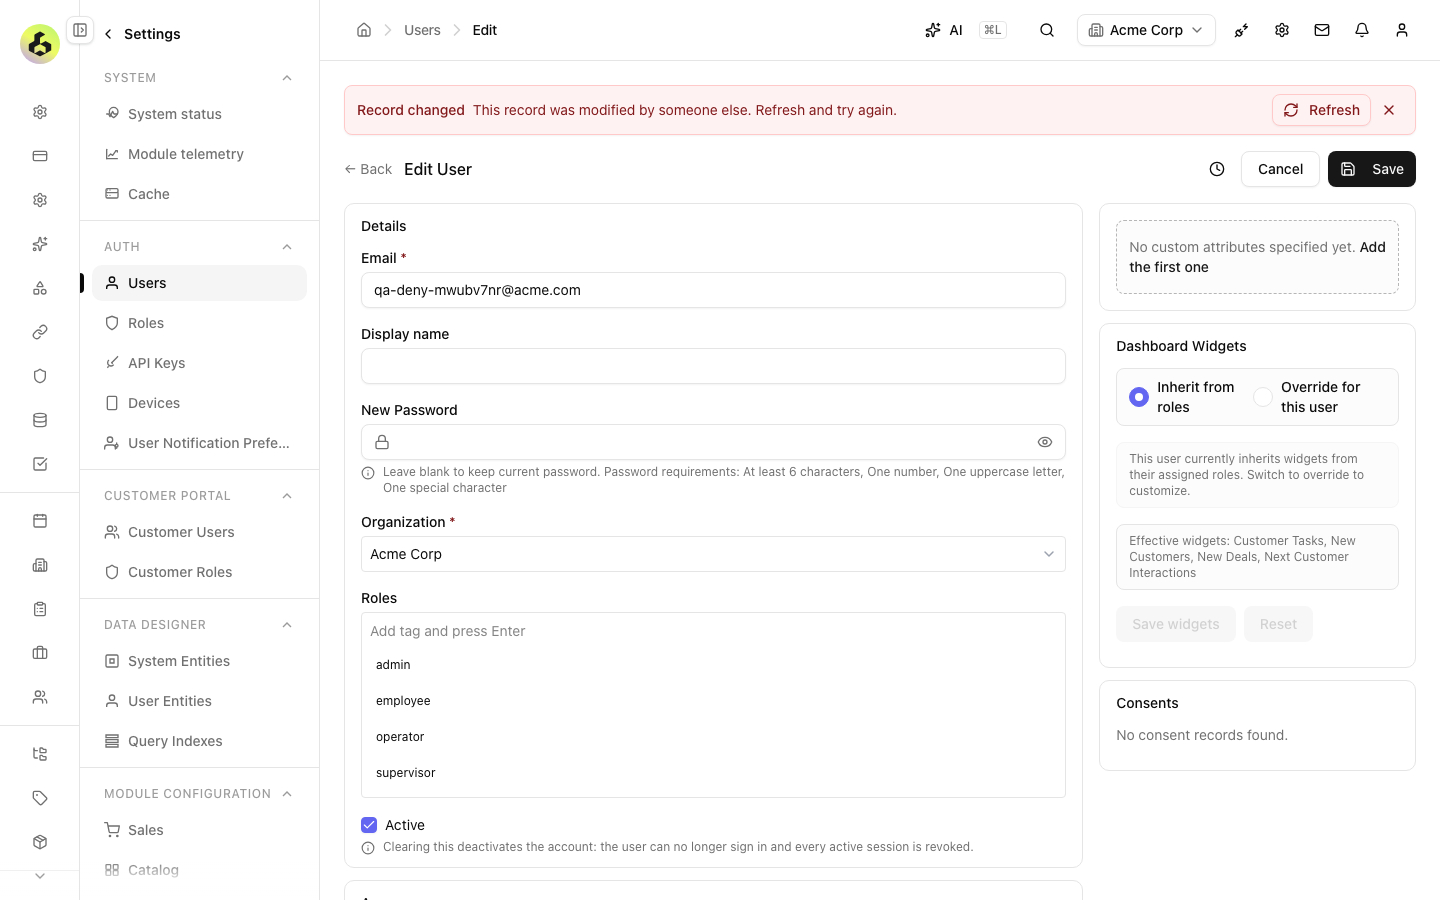 Settings
SYSTEM
System status
Module telemetry
Cache
AUTH
Users
Roles
API Keys
Devices
User Notification Prefe...
CUSTOMER PORTAL
Customer Users
Customer Roles
DATA DESIGNER
System Entities
User Entities
Query Indexes
MODULE CONFIGURATION
Sales
Catalog
Users
Edit
AI
⌘L
Acme Corp
Record changed This record was modified by someone else. Refresh and try again.
Refresh
← Back
Edit User
Cancel
Save
Details
Email *
qa-deny-mwubv7nr@acme.com
Display name
New Password
Leave blank to keep current password. Password requirements: At least 6 characters, One number, One uppercase letter,
One special character
Organization *
Acme Corp
Roles
Add tag and press Enter
admin
employee
operator
supervisor
Active
Clearing this deactivates the account: the user can no longer sign in and every active session is revoked.
No custom attributes specified yet. Add
the first one
Dashboard Widgets
Inherit from
roles
Override for
this user
This user currently inherits widgets from
their assigned roles. Switch to override to
customize.
Effective widgets: Customer Tasks, New
Customers, New Deals, Next Customer
Interactions
Save widgets
Reset
Consents
No consent records found.